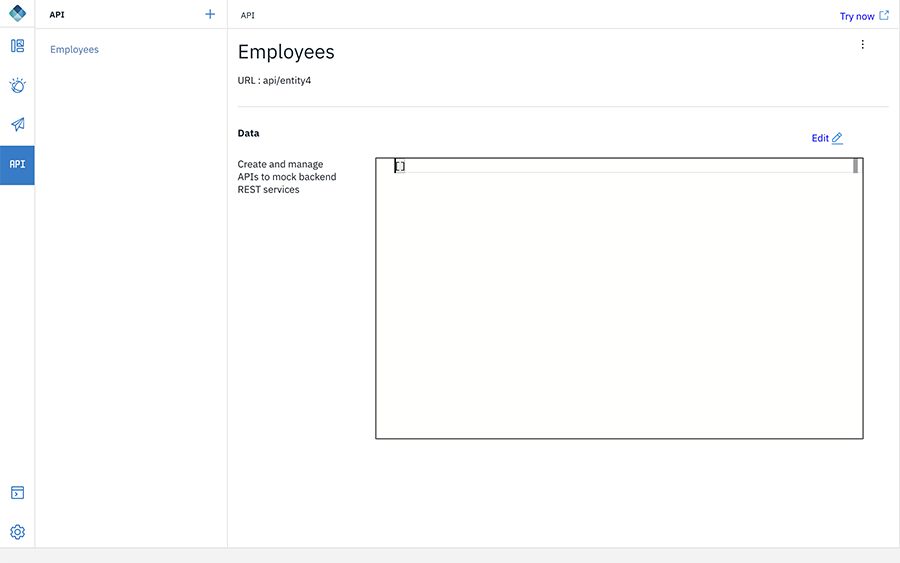 API
Employees
API
Try now
Employees
URL : api/entity4
Data
Edit
Create and manage
APIs to mock backend
REST services
[]
API